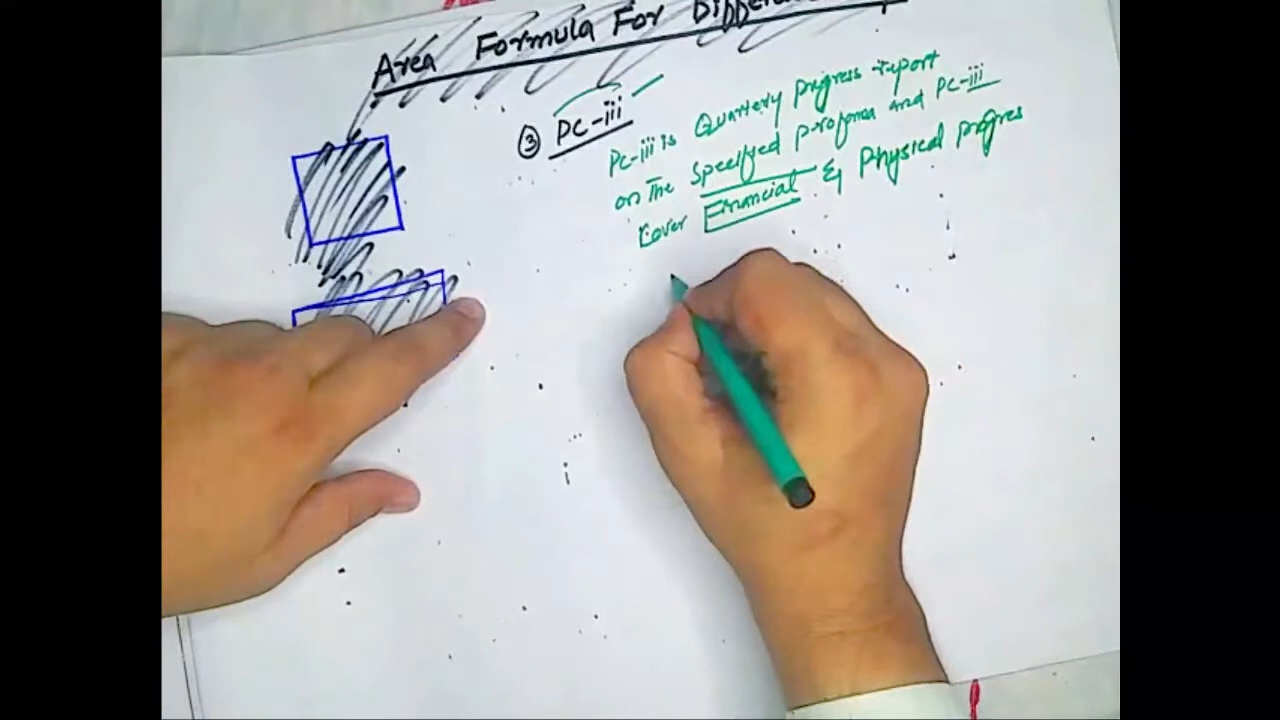 Area Formula For
③ PC-iii
PC-iii is Quarterly progress report
on The Specified proforma and PC-iii
Cover Financial & Physical progres